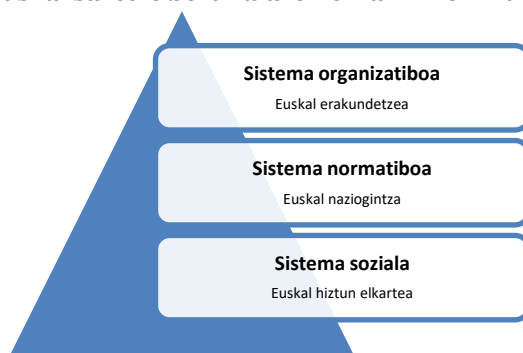 Sistema organizatiboa
Euskal erakundetzea
Sistema normatiboa
Euskal naziogintza
Sistema soziala
Euskal hiztun elkartea